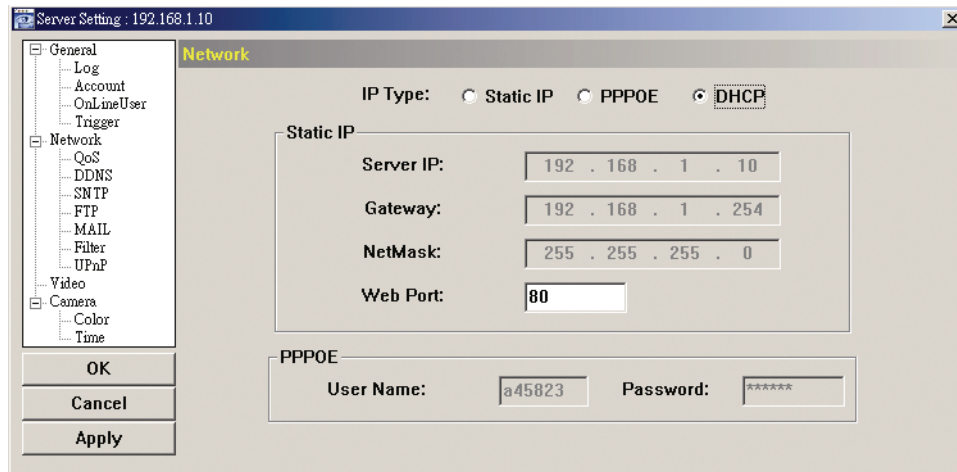 Server Setting : 192.168.1.10
General
Log
Account
OnLineUser
Trigger
Network
QoS
DDNS
SNTP
FTP
MAIL
Filter
UPnP
Video
Camera
Color
Time
OK
Cancel
Apply
Network
IP Type: Static IP PPPOE DHCP
Static IP
Server IP: 192 . 168 . 1 . 10
Gateway: 192 . 168 . 1 . 254
NetMask: 255 . 255 . 255 . 0
Web Port: 80
PPPOE
User Name: a45823 Password: ******